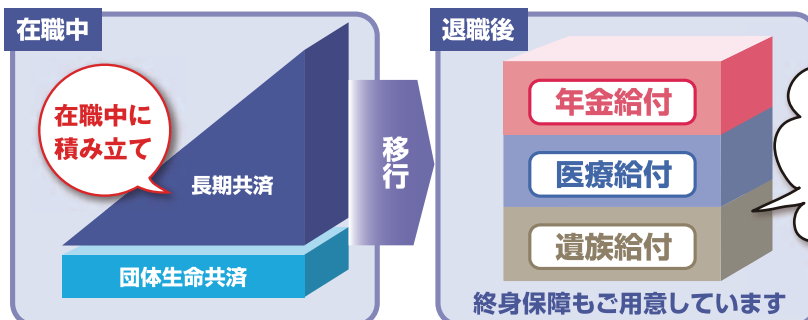 在職中
在職中に
積み立て
長期共済
団体生命共済
移行
退職後
年金給付
医療給付
遺族給付
終身保障もご用意しています